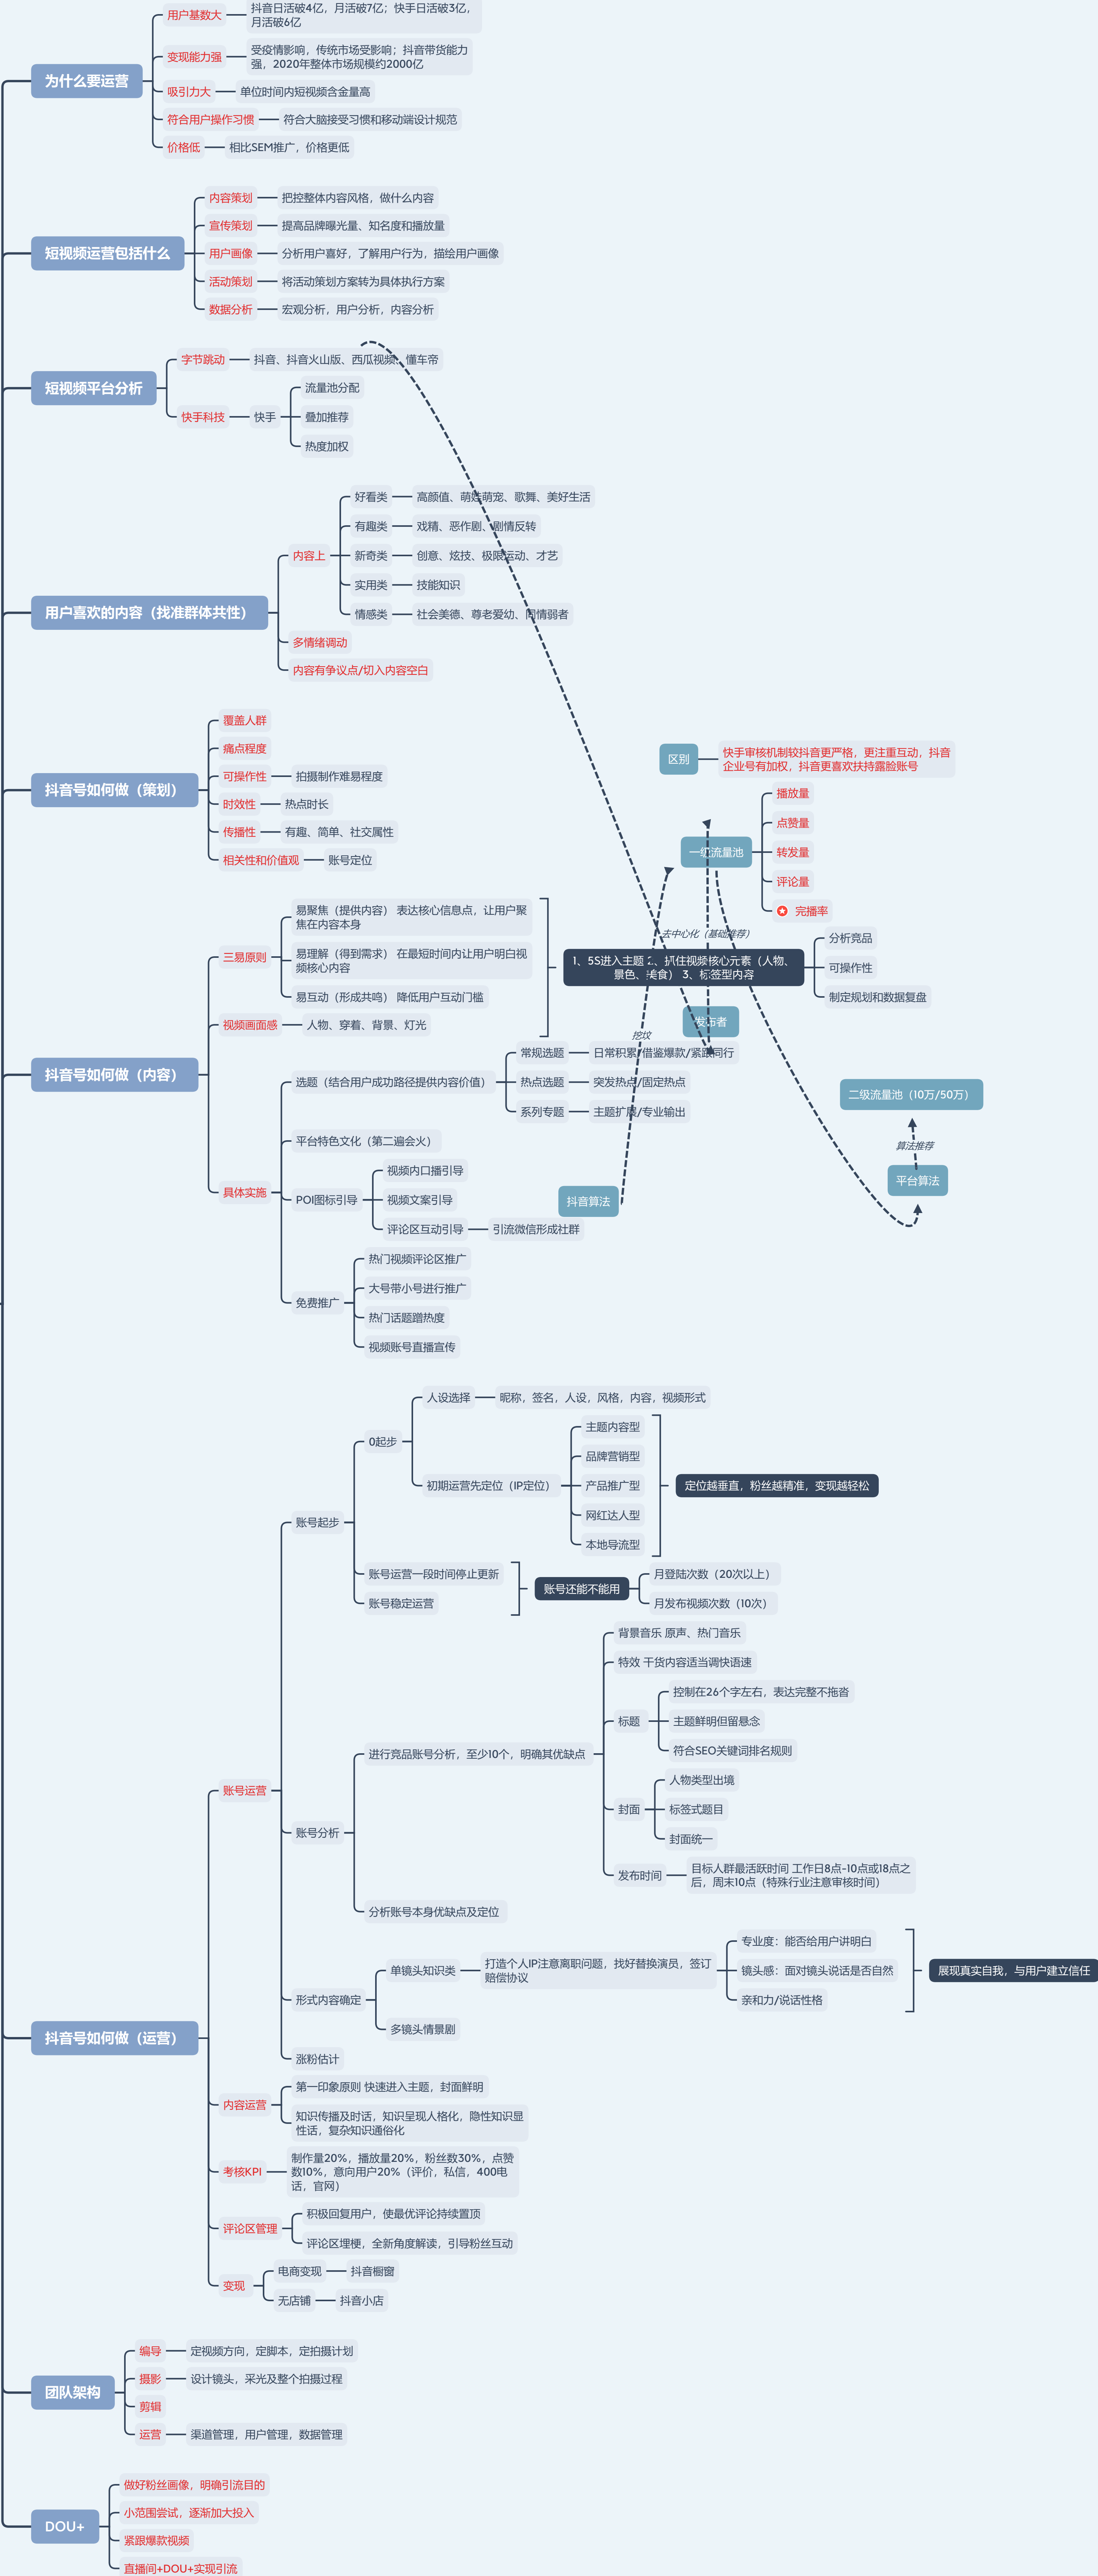 为什么要运营
用户基数大
抖音日活破4亿，月活破7亿；快手日活破3亿，
月活破6亿
变现能力强
受疫情影响，传统市场受影响；抖音带货能力
强，2020年整体市场规模约2000亿
吸引力大
单位时间内短视频含金量高
符合用户操作习惯
符合大脑接受习惯和移动端设计规范
价格低
相比SEM推广，价格更低
短视频运营包括什么
内容策划
把控整体内容风格，做什么内容
宣传策划
提高品牌曝光量、知名度和播放量
用户画像
分析用户喜好，了解用户行为，描绘用户画像
活动策划
将活动策划方案转为具体执行方案
数据分析
宏观分析，用户分析，内容分析
短视频平台分析
字节跳动
抖音、抖音火山版、西瓜视频、懂车帝
快手科技
快手
流量池分配
叠加推荐
热度加权
用户喜欢的内容（找准群体共性）
内容上
好看类
高颜值、萌娃萌宠、歌舞、美好生活
有趣类
戏精、恶作剧、剧情反转
新奇类
创意、炫技、极限运动、才艺
实用类
技能知识
情感类
社会美德、尊老爱幼、同情弱者
多情绪调动
内容有争议点/切入内容空白
抖音号如何做（策划）
覆盖人群
痛点程度
可操作性
拍摄制作难易程度
时效性
热点时长
传播性
有趣、简单、社交属性
相关性和价值观
账号定位
区别
快手审核机制较抖音更严格，更注重互动，抖音
企业号有加权，抖音更喜欢扶持露脸账号
一级流量池
播放量
点赞量
转发量
评论量
完播率
去中心化（基础推荐）
发布者
挖坟
抖音算法
二级流量池（10万/50万）
算法推荐
平台算法
抖音号如何做（内容）
三易原则
易聚焦（提供内容） 表达核心信息点，让用户聚
焦在内容本身
易理解（得到需求） 在最短时间内让用户明白视
频核心内容
易互动（形成共鸣） 降低用户互动门槛
视频画面感
人物、穿着、背景、灯光
1、5S进入主题 2、抓住视频核心元素（人物、
景色、美食） 3、标签型内容
分析竞品
可操作性
制定规划和数据复盘
具体实施
选题（结合用户成功路径提供内容价值）
常规选题
日常积累/借鉴爆款/紧跟同行
热点选题
突发热点/固定热点
系列专题
主题扩展/专业输出
平台特色文化（第二遍会火）
POI图标引导
视频内口播引导
视频文案引导
评论区互动引导
引流微信形成社群
免费推广
热门视频评论区推广
大号带小号进行推广
热门话题蹭热度
视频账号直播宣传
抖音号如何做（运营）
账号运营
账号起步
0起步
人设选择
昵称，签名，人设，风格，内容，视频形式
初期运营先定位（IP定位）
主题内容型
品牌营销型
产品推广型
网红达人型
本地导流型
定位越垂直，粉丝越精准，变现越轻松
账号运营一段时间停止更新
账号稳定运营
账号还能不能用
月登陆次数（20次以上）
月发布视频次数（10次）
账号分析
进行竞品账号分析，至少10个，明确其优缺点
背景音乐 原声、热门音乐
特效 干货内容适当调快语速
标题
控制在26个字左右，表达完整不拖沓
主题鲜明但留悬念
符合SEO关键词排名规则
封面
人物类型出境
标签式题目
封面统一
发布时间
目标人群最活跃时间 工作日8点-10点或18点之
后，周末10点（特殊行业注意审核时间）
分析账号本身优缺点及定位
形式内容确定
单镜头知识类
打造个人IP注意离职问题，找好替换演员，签订
赔偿协议
专业度：能否给用户讲明白
镜头感：面对镜头说话是否自然
亲和力/说话性格
展现真实自我，与用户建立信任
多镜头情景剧
涨粉估计
内容运营
第一印象原则 快速进入主题，封面鲜明
知识传播及时话，知识呈现人格化，隐性知识显
性话，复杂知识通俗化
考核KPI
制作量20%，播放量20%，粉丝数30%，点赞
数10%，意向用户20%（评价，私信，400电
话，官网）
评论区管理
积极回复用户，使最优评论持续置顶
评论区埋梗，全新角度解读，引导粉丝互动
变现
电商变现
抖音橱窗
无店铺
抖音小店
团队架构
编导
定视频方向，定脚本，定拍摄计划
摄影
设计镜头，采光及整个拍摄过程
剪辑
运营
渠道管理，用户管理，数据管理
DOU+
做好粉丝画像，明确引流目的
小范围尝试，逐渐加大投入
紧跟爆款视频
直播间+DOU+实现引流